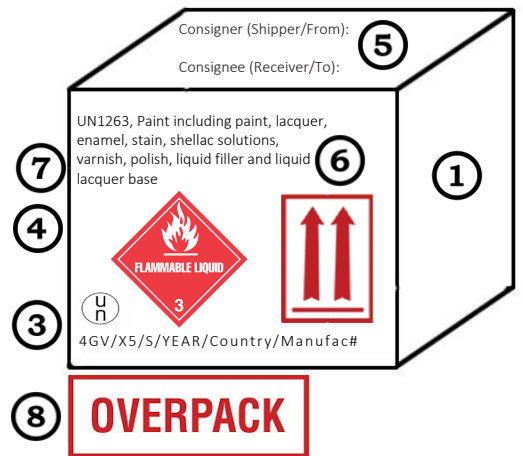 Consigner (Shipper/From):
5
Consignee (Receiver/To):
UN1263, Paint including paint, lacquer,
enamel, stain, shellac solutions,
varnish, polish, liquid filler and liquid
lacquer base
6
7
1
4
FLAMMABLE LIQUID
3
un
3
4GV/X5/S/YEAR/Country/Manufac#
8
OVERPACK